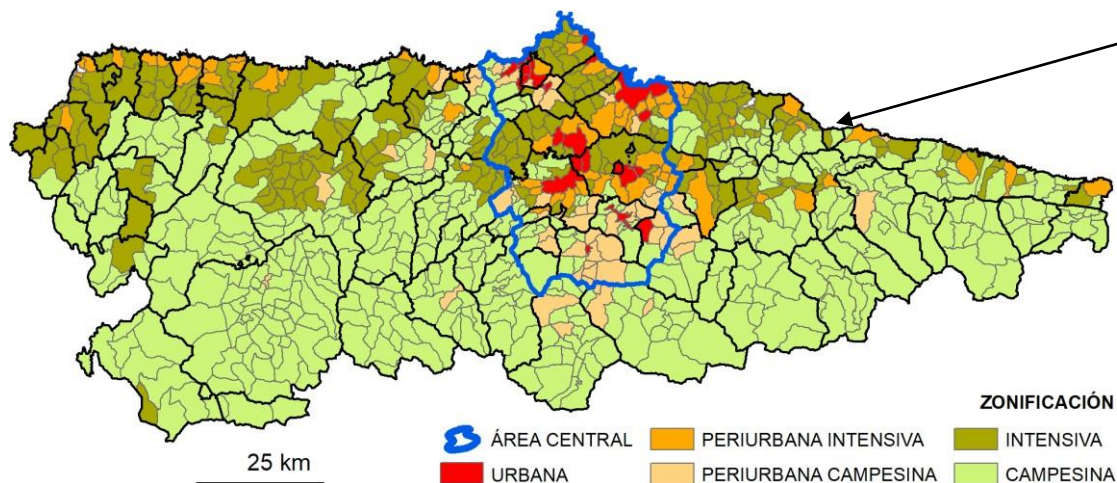 ZONIFICACIÓN
25 km
ÁREA CENTRAL PERIURBANA INTENSIVA INTENSIVA
URBANA PERIURBANA CAMPESINA CAMPESINA